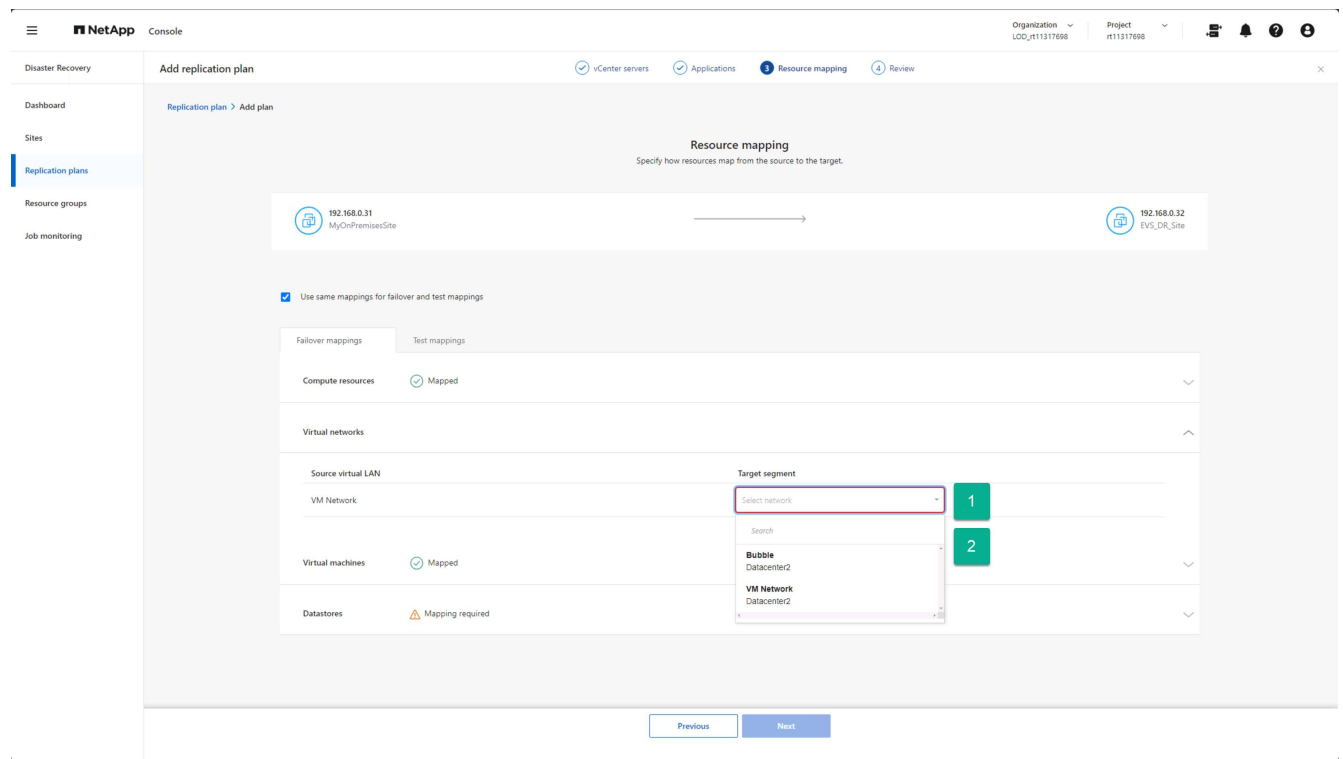 NetApp Console
Organization
LOD_rt11317698
Project
rt11317698
Disaster Recovery
Add replication plan
vCenter servers
Applications
3 Resource mapping
4 Review
Dashboard
Sites
Replication plans
Resource groups
Job monitoring
Replication plan > Add plan
Resource mapping
Specify how resources map from the source to the target.
192.168.0.31
MyOnPremisesSite
192.168.0.32
EVS_DR_Site
Use same mappings for failover and test mappings
Failover mappings
Test mappings
Compute resources
Mapped
Virtual networks
Source virtual LAN
Target segment
VM Network
Select network
1
Search
2
Bubble
Datacenter2
VM Network
Datacenter2
Virtual machines
Mapped
Datastores
Mapping required
Previous
Next